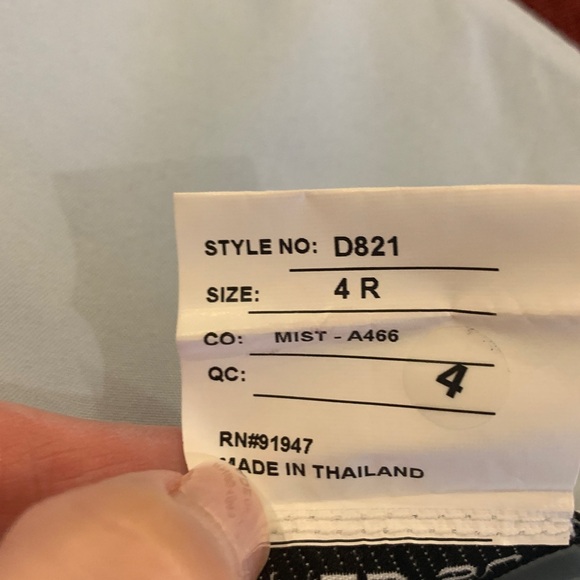 STYLE NO: D821
SIZE: 4 R
CO: MIST - A466
QC: 4
RN#91947
MADE IN THAILAND